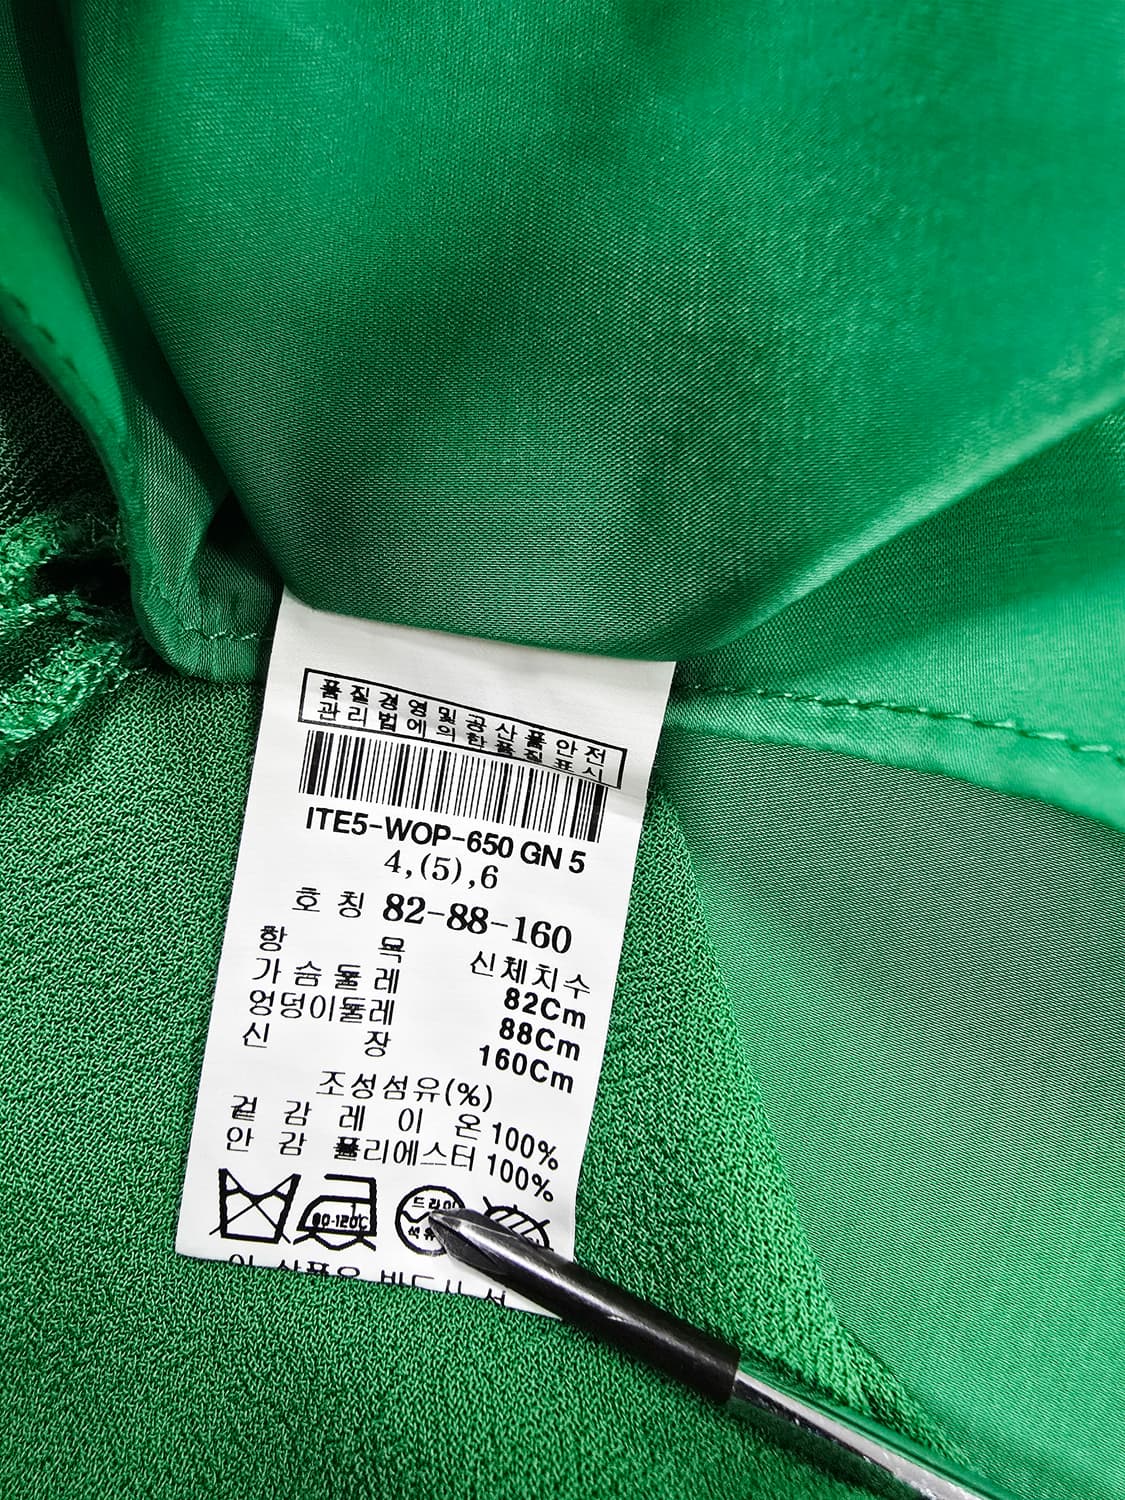 품질경영및공산품안전
관리법에의한품질표시
ITE5-WOP-650 GN 5
4,(5),6
호 칭 82-88-160
항 목 신체치수
가슴둘레 82Cm
엉덩이둘레 88Cm
신 장 160Cm
조성섬유(%)
겉 감 레 이 온 100%
안 감 폴리에스터 100%
80-120℃ 드라이
석유